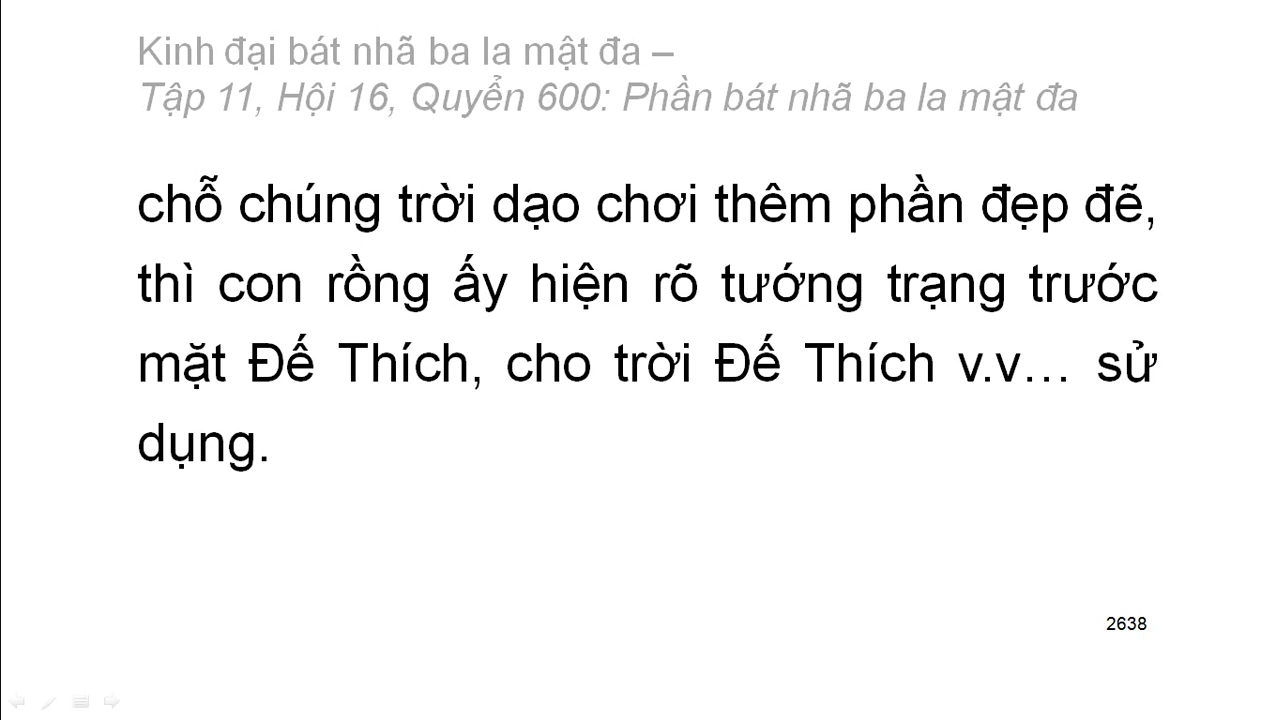 Kinh đại bát nhã ba la mật đa –
Tập 11, Hội 16, Quyển 600: Phần bát nhã ba la mật đa
chỗ chúng trời dạo chơi thêm phần đẹp đẽ,
thì con rồng ấy hiện rõ tướng trạng trước
mặt Đế Thích, cho trời Đế Thích v.v… sử
dụng.
2638